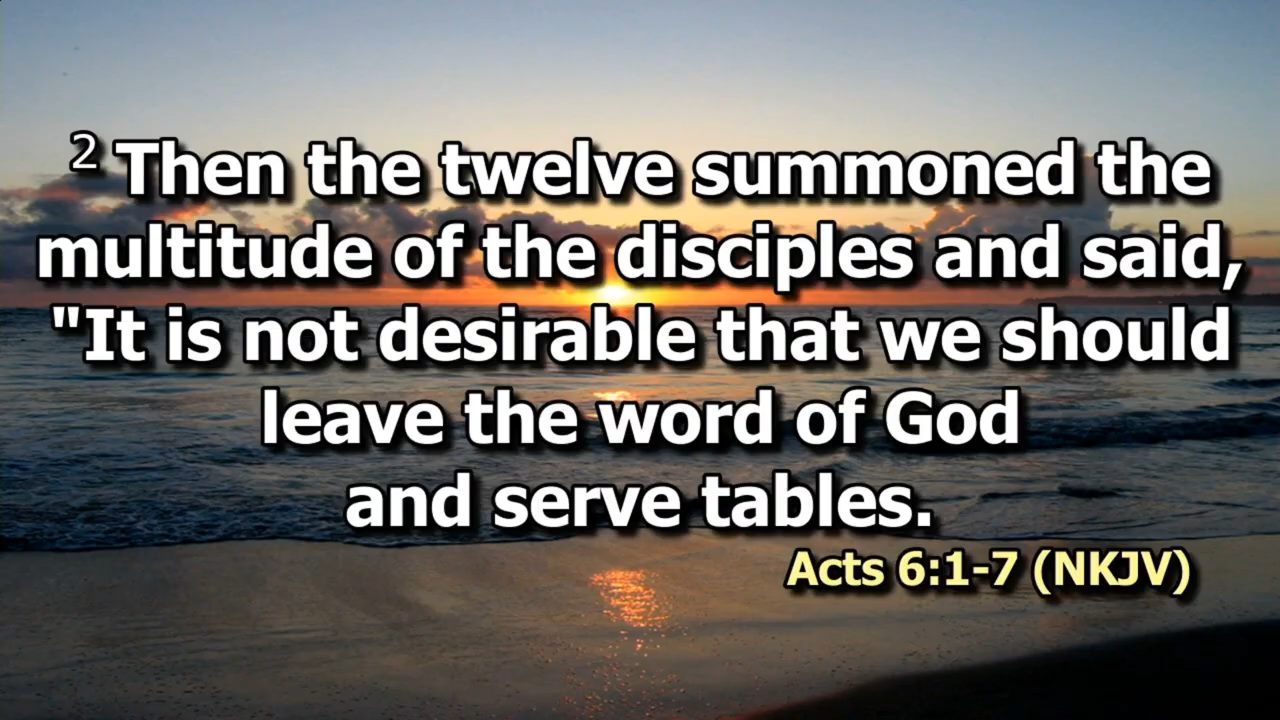 2 Then the twelve summoned the
multitude of the disciples and said,
"It is not desirable that we should
leave the word of God
and serve tables.
Acts 6:1-7 (NKJV)